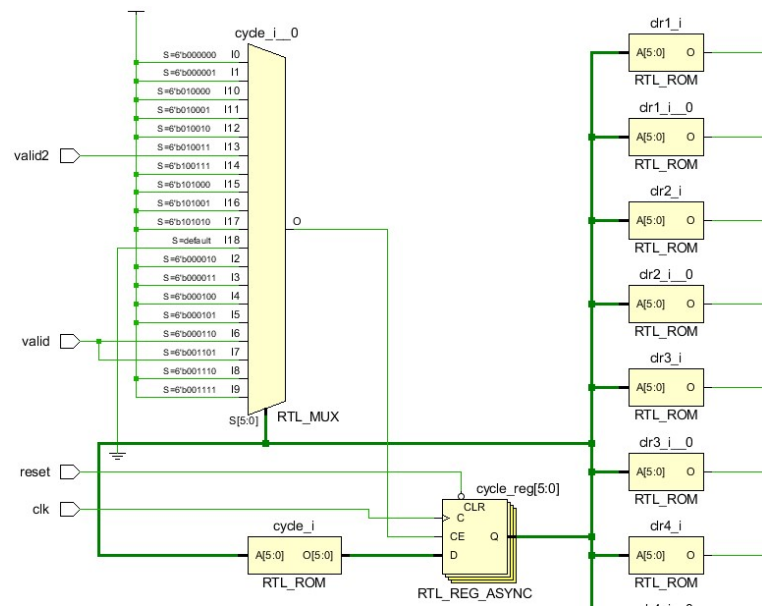 cycle_i__0
S=6'b000000 I0
S=6'b000001 I1
S=6'b010000 I10
S=6'b010001 I11
S=6'b010010 I12
S=6'b010011 I13
S=6'b100111 I14
S=6'b101000 I15
S=6'b101001 I16
S=6'b101010 I17
S=default I18
S=6'b000010 I2
S=6'b000011 I3
S=6'b000100 I4
S=6'b000101 I5
S=6'b000110 I6
S=6'b001101 I7
S=6'b001110 I8
S=6'b001111 I9
O
S[5:0]
RTL_MUX
valid2
valid
reset
clk
cycle_i
A[5:0] O[5:0]
RTL_ROM
cycle_reg[5:0]
CLR
C
CE Q
D
RTL_REG_ASYNC
clr1_i
A[5:0] O
RTL_ROM
clr1_i__0
A[5:0] O
RTL_ROM
clr2_i
A[5:0] O
RTL_ROM
clr2_i__0
A[5:0] O
RTL_ROM
clr3_i
A[5:0] O
RTL_ROM
clr3_i__0
A[5:0] O
RTL_ROM
clr4_i
A[5:0] O
RTL_ROM